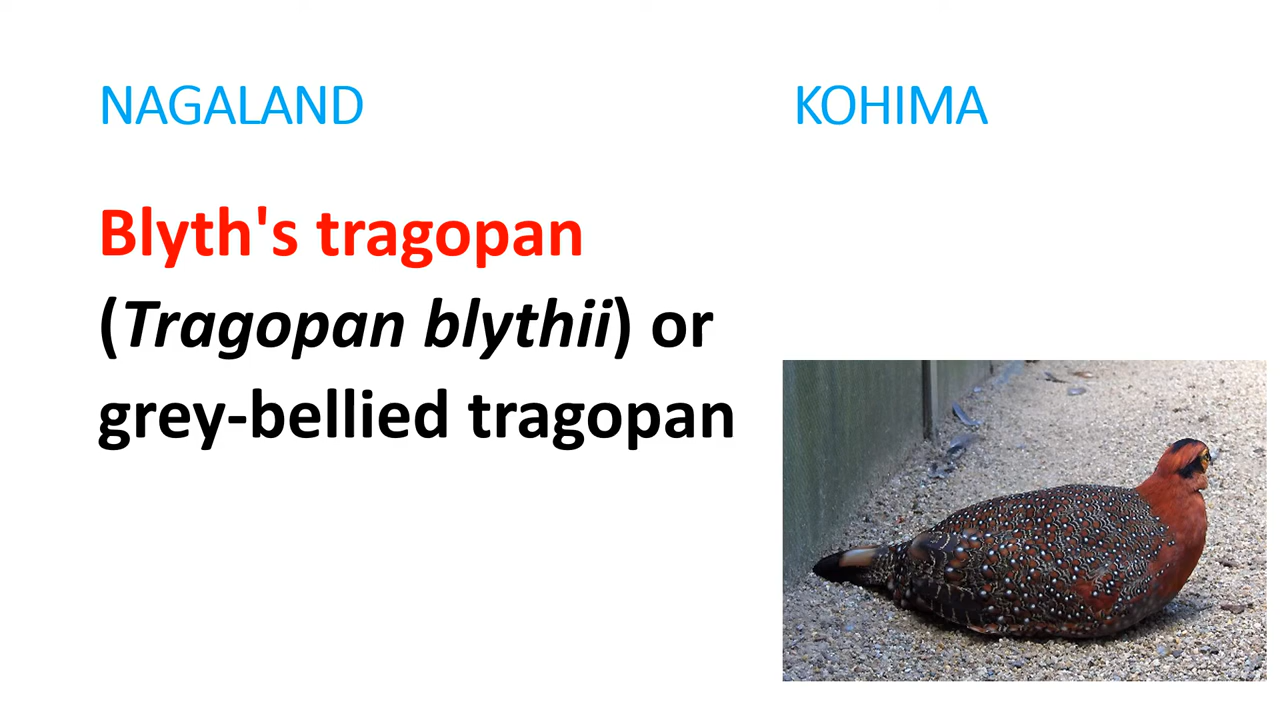 NAGALAND KOHIMA
Blyth's tragopan
(Tragopan blythii) or
grey-bellied tragopan